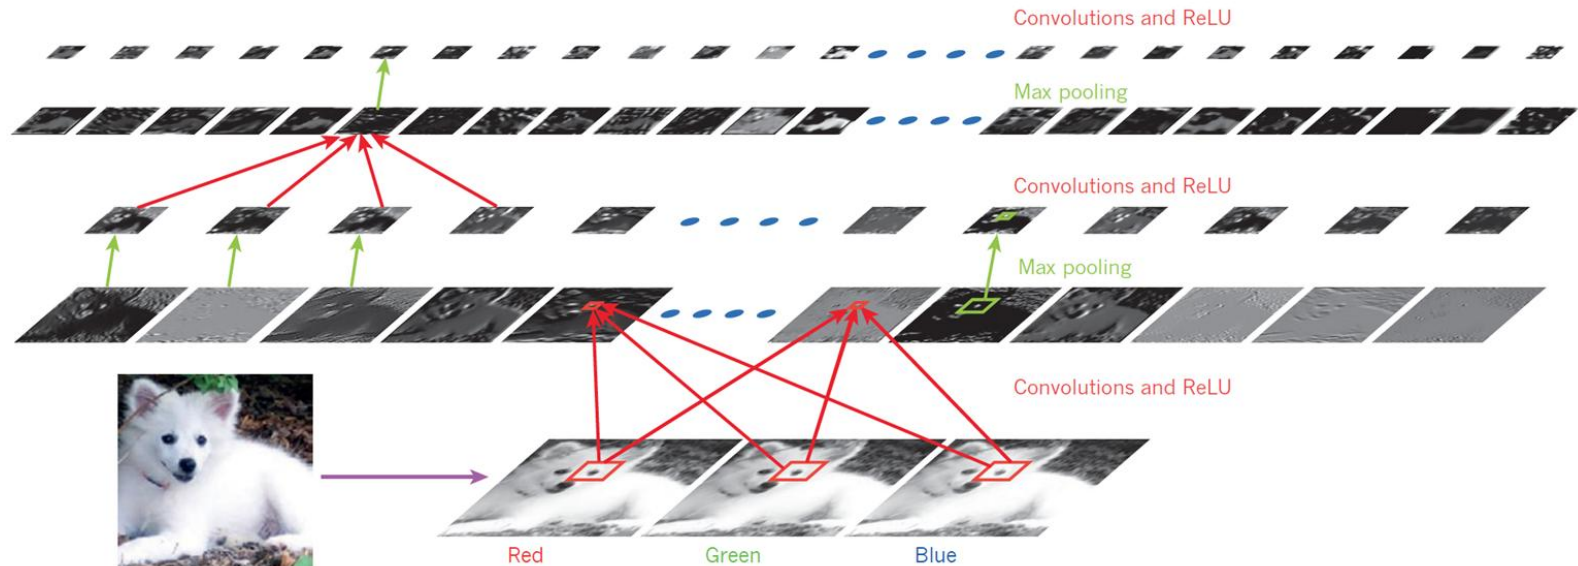 Convolutions and ReLU
Max pooling
Convolutions and ReLU
Max pooling
Convolutions and ReLU
Red
Green
Blue